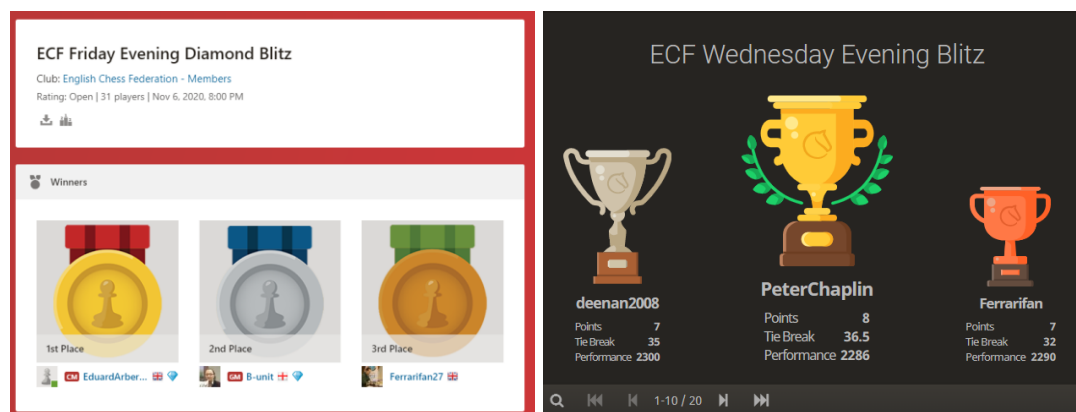 ECF Friday Evening Diamond Blitz
Club: English Chess Federation - Members
Rating: Open | 31 players | Nov 6, 2020, 8:00 PM
Winners
1st Place
2nd Place
3rd Place
CM EduardArber...
GM B-unit
Ferrarifan27
ECF Wednesday Evening Blitz
deenan2008
Points 7
Tie Break 35
Performance 2300
PeterChaplin
Points 8
Tie Break 36.5
Performance 2286
Ferrarifan
Points 7
Tie Break 32
Performance 2290
1-10 / 20